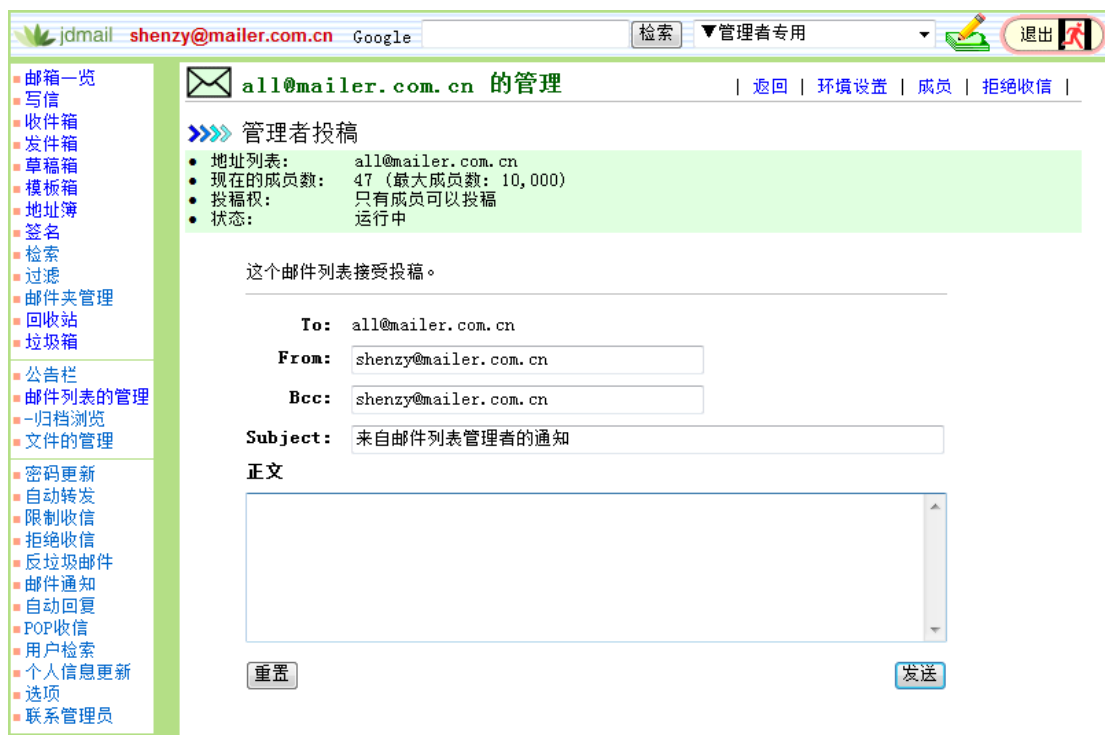 jdmail shenzy@mailer.com.cn Google 检索 ▼管理者专用 退出
邮箱一览
写信
收件箱
发件箱
草稿箱
模板箱
地址簿
签名
检索
过滤
邮件夹管理
回收站
垃圾箱
公告栏
邮件列表的管理
-归档浏览
文件的管理
密码更新
自动转发
限制收信
拒绝收信
反垃圾邮件
邮件通知
自动回复
POP收信
用户检索
个人信息更新
选项
联系管理员
all@mailer.com.cn 的管理 | 返回 | 环境设置 | 成员 | 拒绝收信 |
管理者投稿
地址列表: all@mailer.com.cn
现在的成员数: 47 (最大成员数: 10,000)
投稿权: 只有成员可以投稿
状态: 运行中
这个邮件列表接受投稿。
To: all@mailer.com.cn
From: shenzy@mailer.com.cn
Bcc: shenzy@mailer.com.cn
Subject: 来自邮件列表管理者的通知
正文
重置 发送